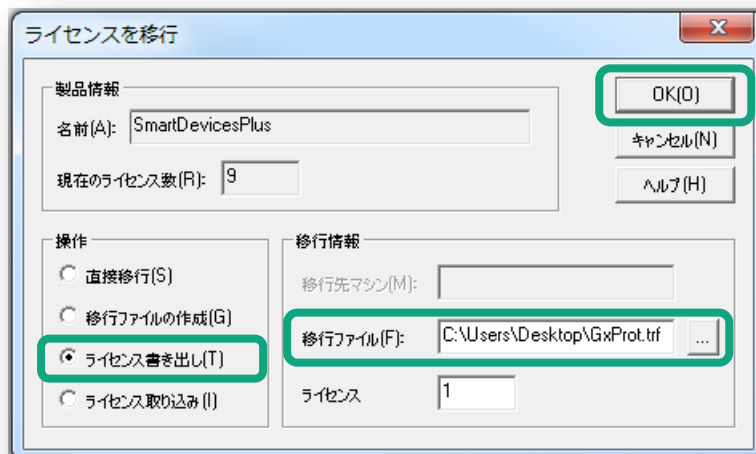 ライセンスを移行
製品情報
名前(A): SmartDevicesPlus
現在のライセンス数(R): 9
OK(O)
キャンセル(N)
ヘルプ(H)
操作
直接移行(S)
移行ファイルの作成(G)
ライセンス書き出し(T)
ライセンス取り込み(I)
移行情報
移行先マシン(M):
移行ファイル(F): C:\Users\Desktop\GxProt.trf ...
ライセンス 1